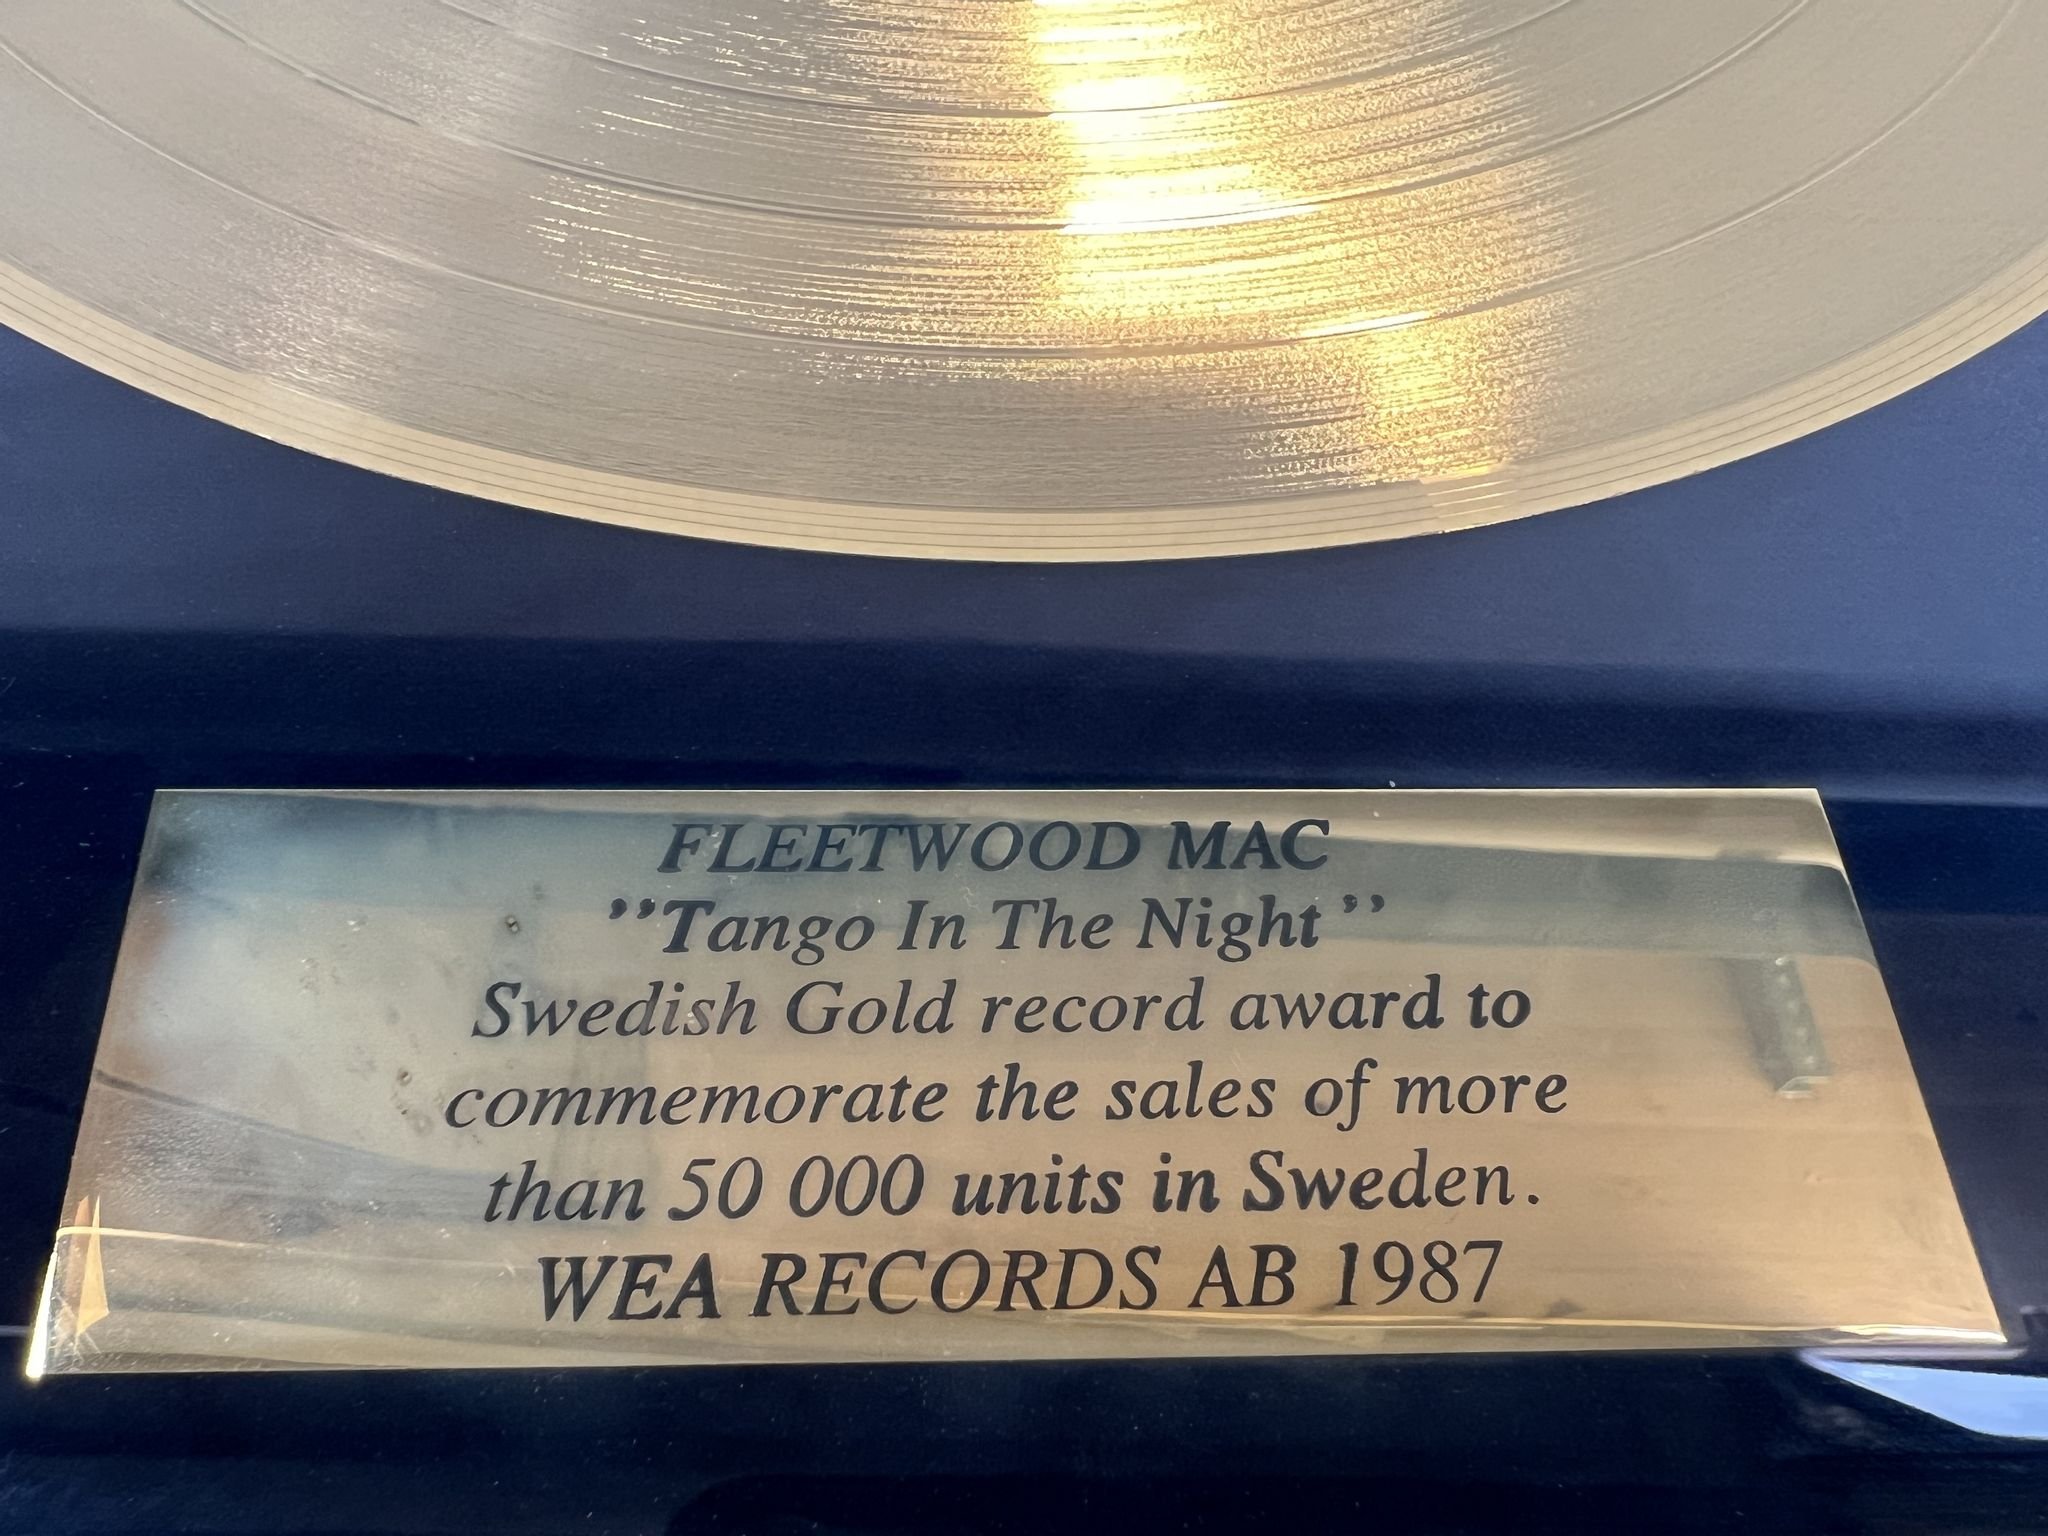 FLEETWOOD MAC
”Tango In The Night”
Swedish Gold record award to
commemorate the sales of more
than 50 000 units in Sweden.
WEA RECORDS AB 1987